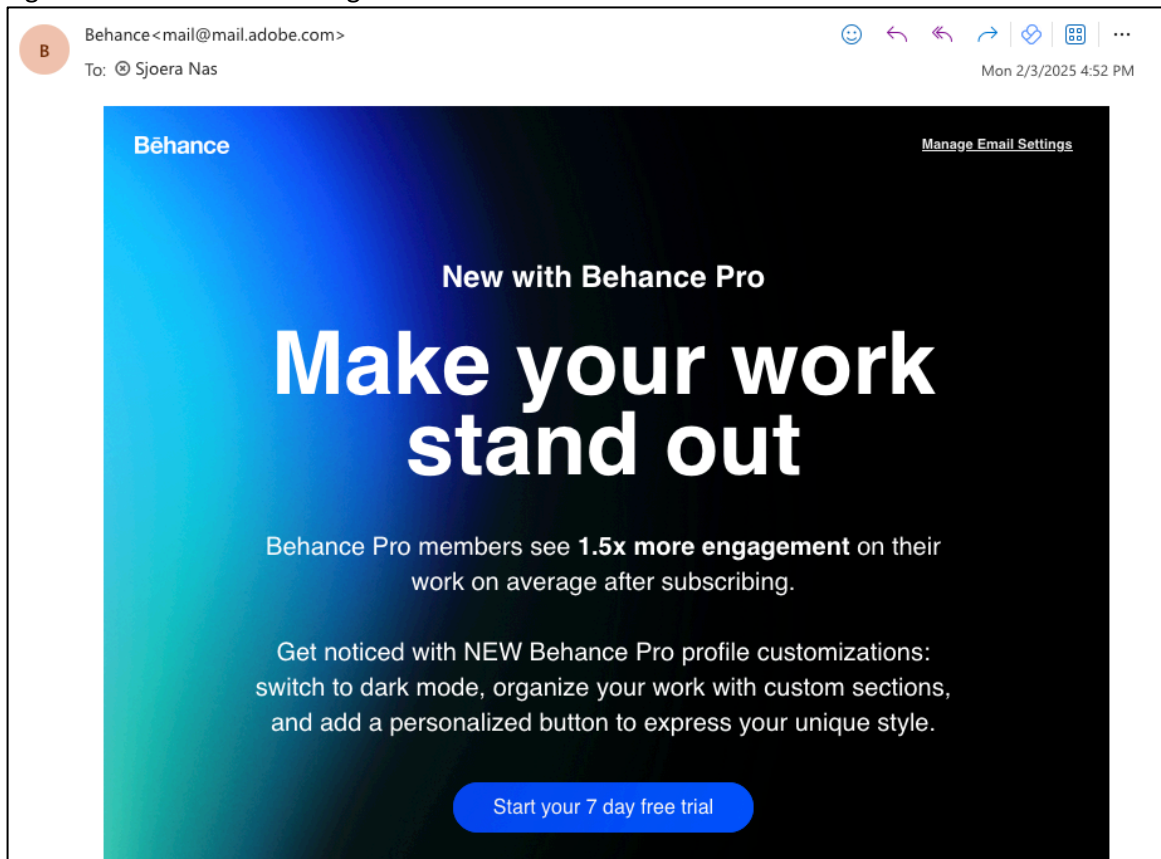 B
Behance<mail@mail.adobe.com>
To: Sjoera Nas
Mon 2/3/2025 4:52 PM
Bēhance
Manage Email Settings
New with Behance Pro
Make your work
stand out
Behance Pro members see 1.5x more engagement on their
work on average after subscribing.
Get noticed with NEW Behance Pro profile customizations:
switch to dark mode, organize your work with custom sections,
and add a personalized button to express your unique style.
Start your 7 day free trial